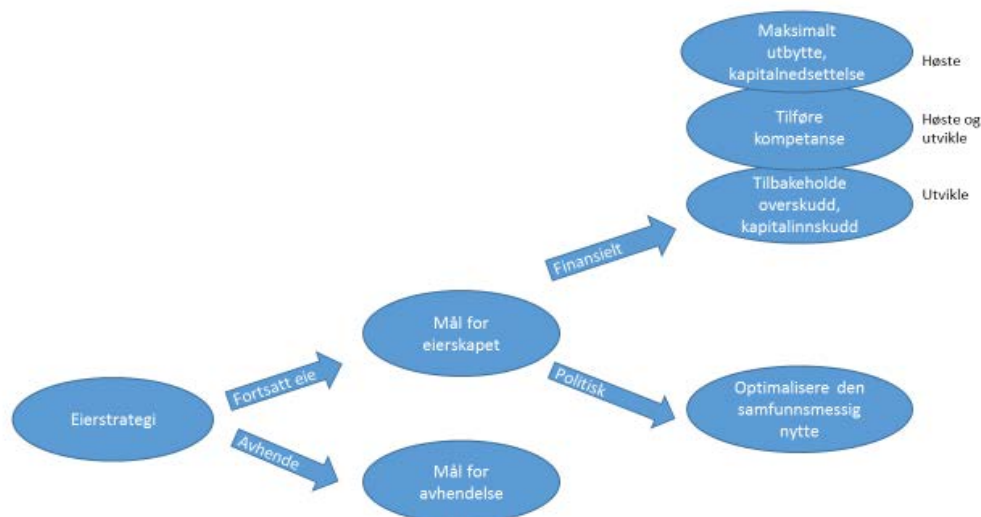 Maksimalt
utbytte,
kapitalnedsettelse
Høste
Tilføre
kompetanse
Høste og
utvikle
Tilbakeholde
overskudd,
kapitalinnskudd
Utvikle
Finansielt
Mål for
eierskapet
Fortsatt eie
Politisk
Optimalisere den
samfunnsmessig
nytte
Eierstrategi
Avhende
Mål for
avhendelse